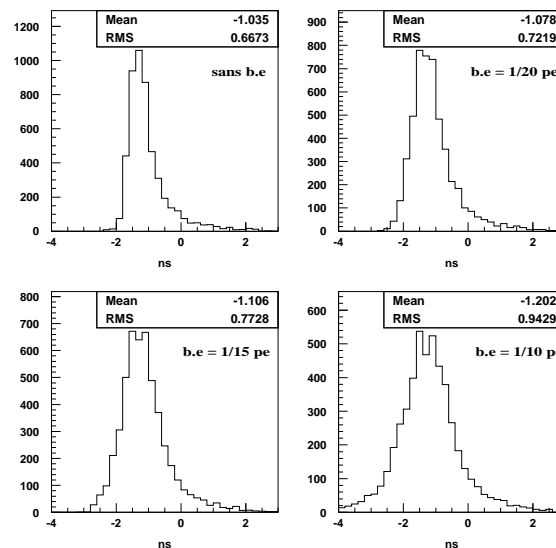 Mean -1.035
RMS 0.6673
sans b.e
1200
1000
800
600
400
200
0
-4 -2 0 2
ns
Mean -1.078
RMS 0.7219
b.e = 1/20 pe
900
800
700
600
500
400
300
200
100
0
-4 -2 0 2
ns
Mean -1.106
RMS 0.7728
b.e = 1/15 pe
800
700
600
500
400
300
200
100
0
-4 -2 0 2
ns
Mean -1.202
RMS 0.9429
b.e = 1/10 pe
600
500
400
300
200
100
0
-4 -2 0 2
ns